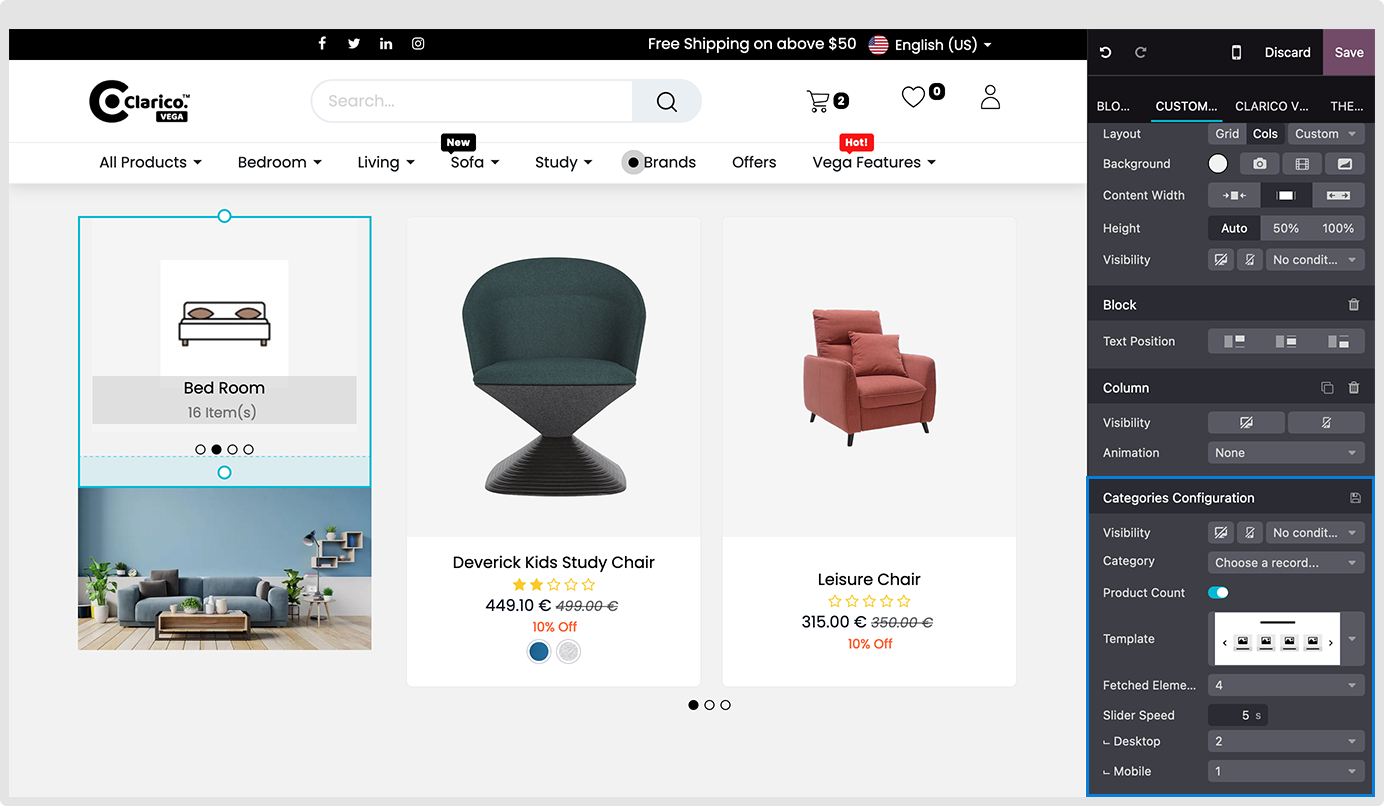 Free Shipping on above $50 English (US)
Discard Save
Clarico.™
VEGA
Search...
2
0
BLO... CUSTOM... CLARICO V... THE...
New
Hot!
All Products Bedroom Living Sofa Study Brands Offers Vega Features
Layout Grid Cols Custom
Background
Content Width
Height Auto 50% 100%
Visibility No condit...
Block
Text Position
Column
Visibility
Animation None
Bed Room
16 Item(s)
Deverick Kids Study Chair
449.10 € 499.00 €
10% Off
Leisure Chair
315.00 € 350.00 €
10% Off
Categories Configuration
Visibility No condit...
Category Choose a record...
Product Count
Template
Fetched Eleme... 4
Slider Speed 5 s
Desktop 2
Mobile 1